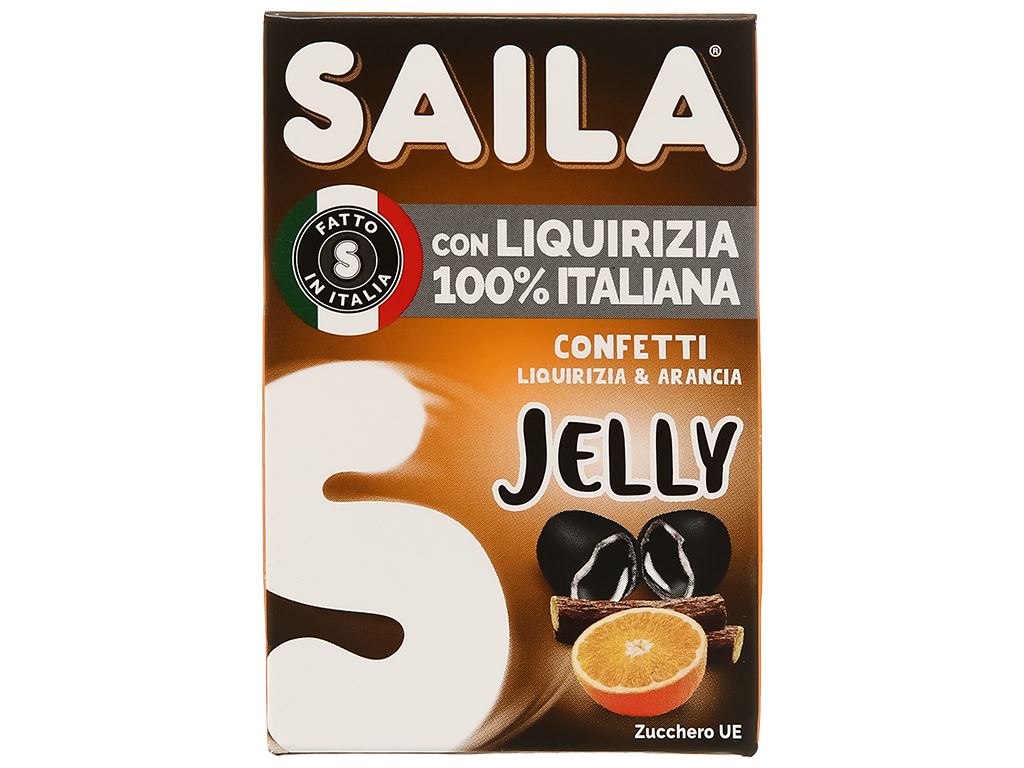 SAILA®
FATTO
S
IN ITALIA
CON LIQUIRIZIA
100% ITALIANA
CONFETTI
LIQUIRIZIA & ARANCIA
JELLY
S
Zucchero UE